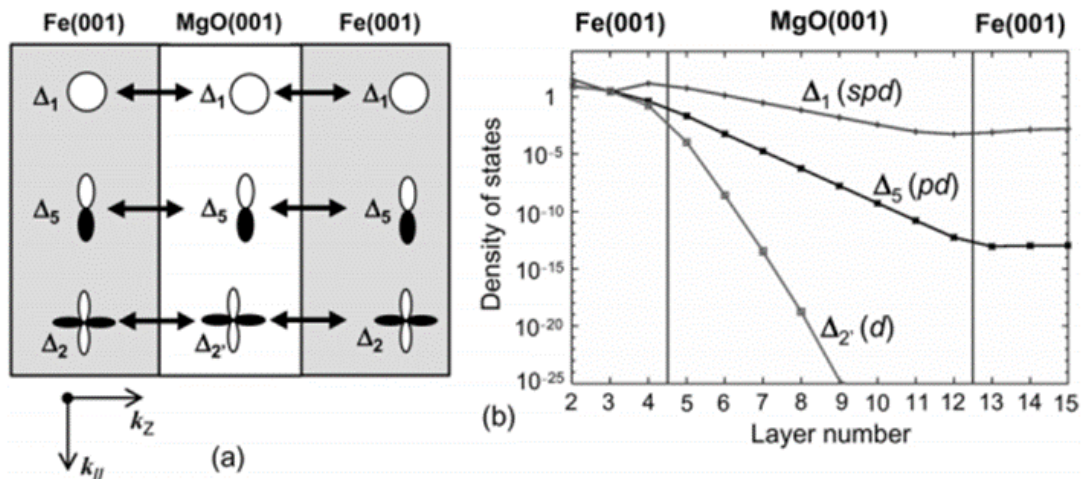 Fe(001) MgO(001) Fe(001)
Δ₁ Δ₁ Δ₁
Δ₅ Δ₅ Δ₅
Δ₂ Δ₂' Δ₂
k_Z
k_//
(a)
(b)
Fe(001) MgO(001) Fe(001)
Density of states
1
10⁻⁵
10⁻¹⁰
10⁻¹⁵
10⁻²⁰
10⁻²⁵
Δ₁ (spd)
Δ₅ (pd)
Δ₂' (d)
2 3 4 5 6 7 8 9 10 11 12 13 14 15
Layer number